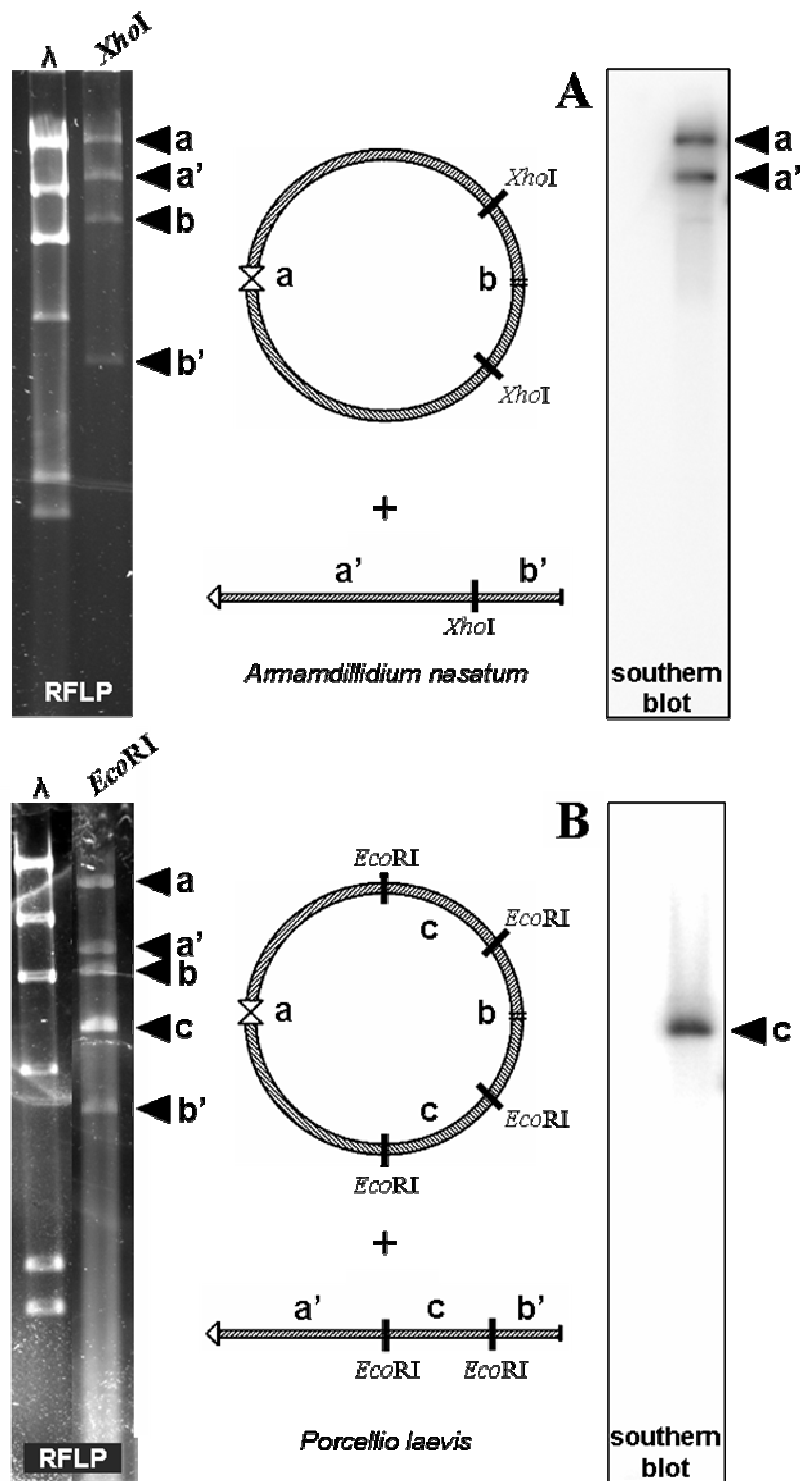 λ XhoI
A
a
a'
b
b'
XhoI
a b
XhoI
+
a' b'
XhoI
Armamdillidium nasatum
RFLP
a
a'
southern
blot
λ EcoRI
B
a
a'
b
c
b'
EcoRI
c
EcoRI
a b
c
EcoRI
EcoRI
+
a' c b'
EcoRI EcoRI
Porcellio laevis
RFLP
c
southern
blot